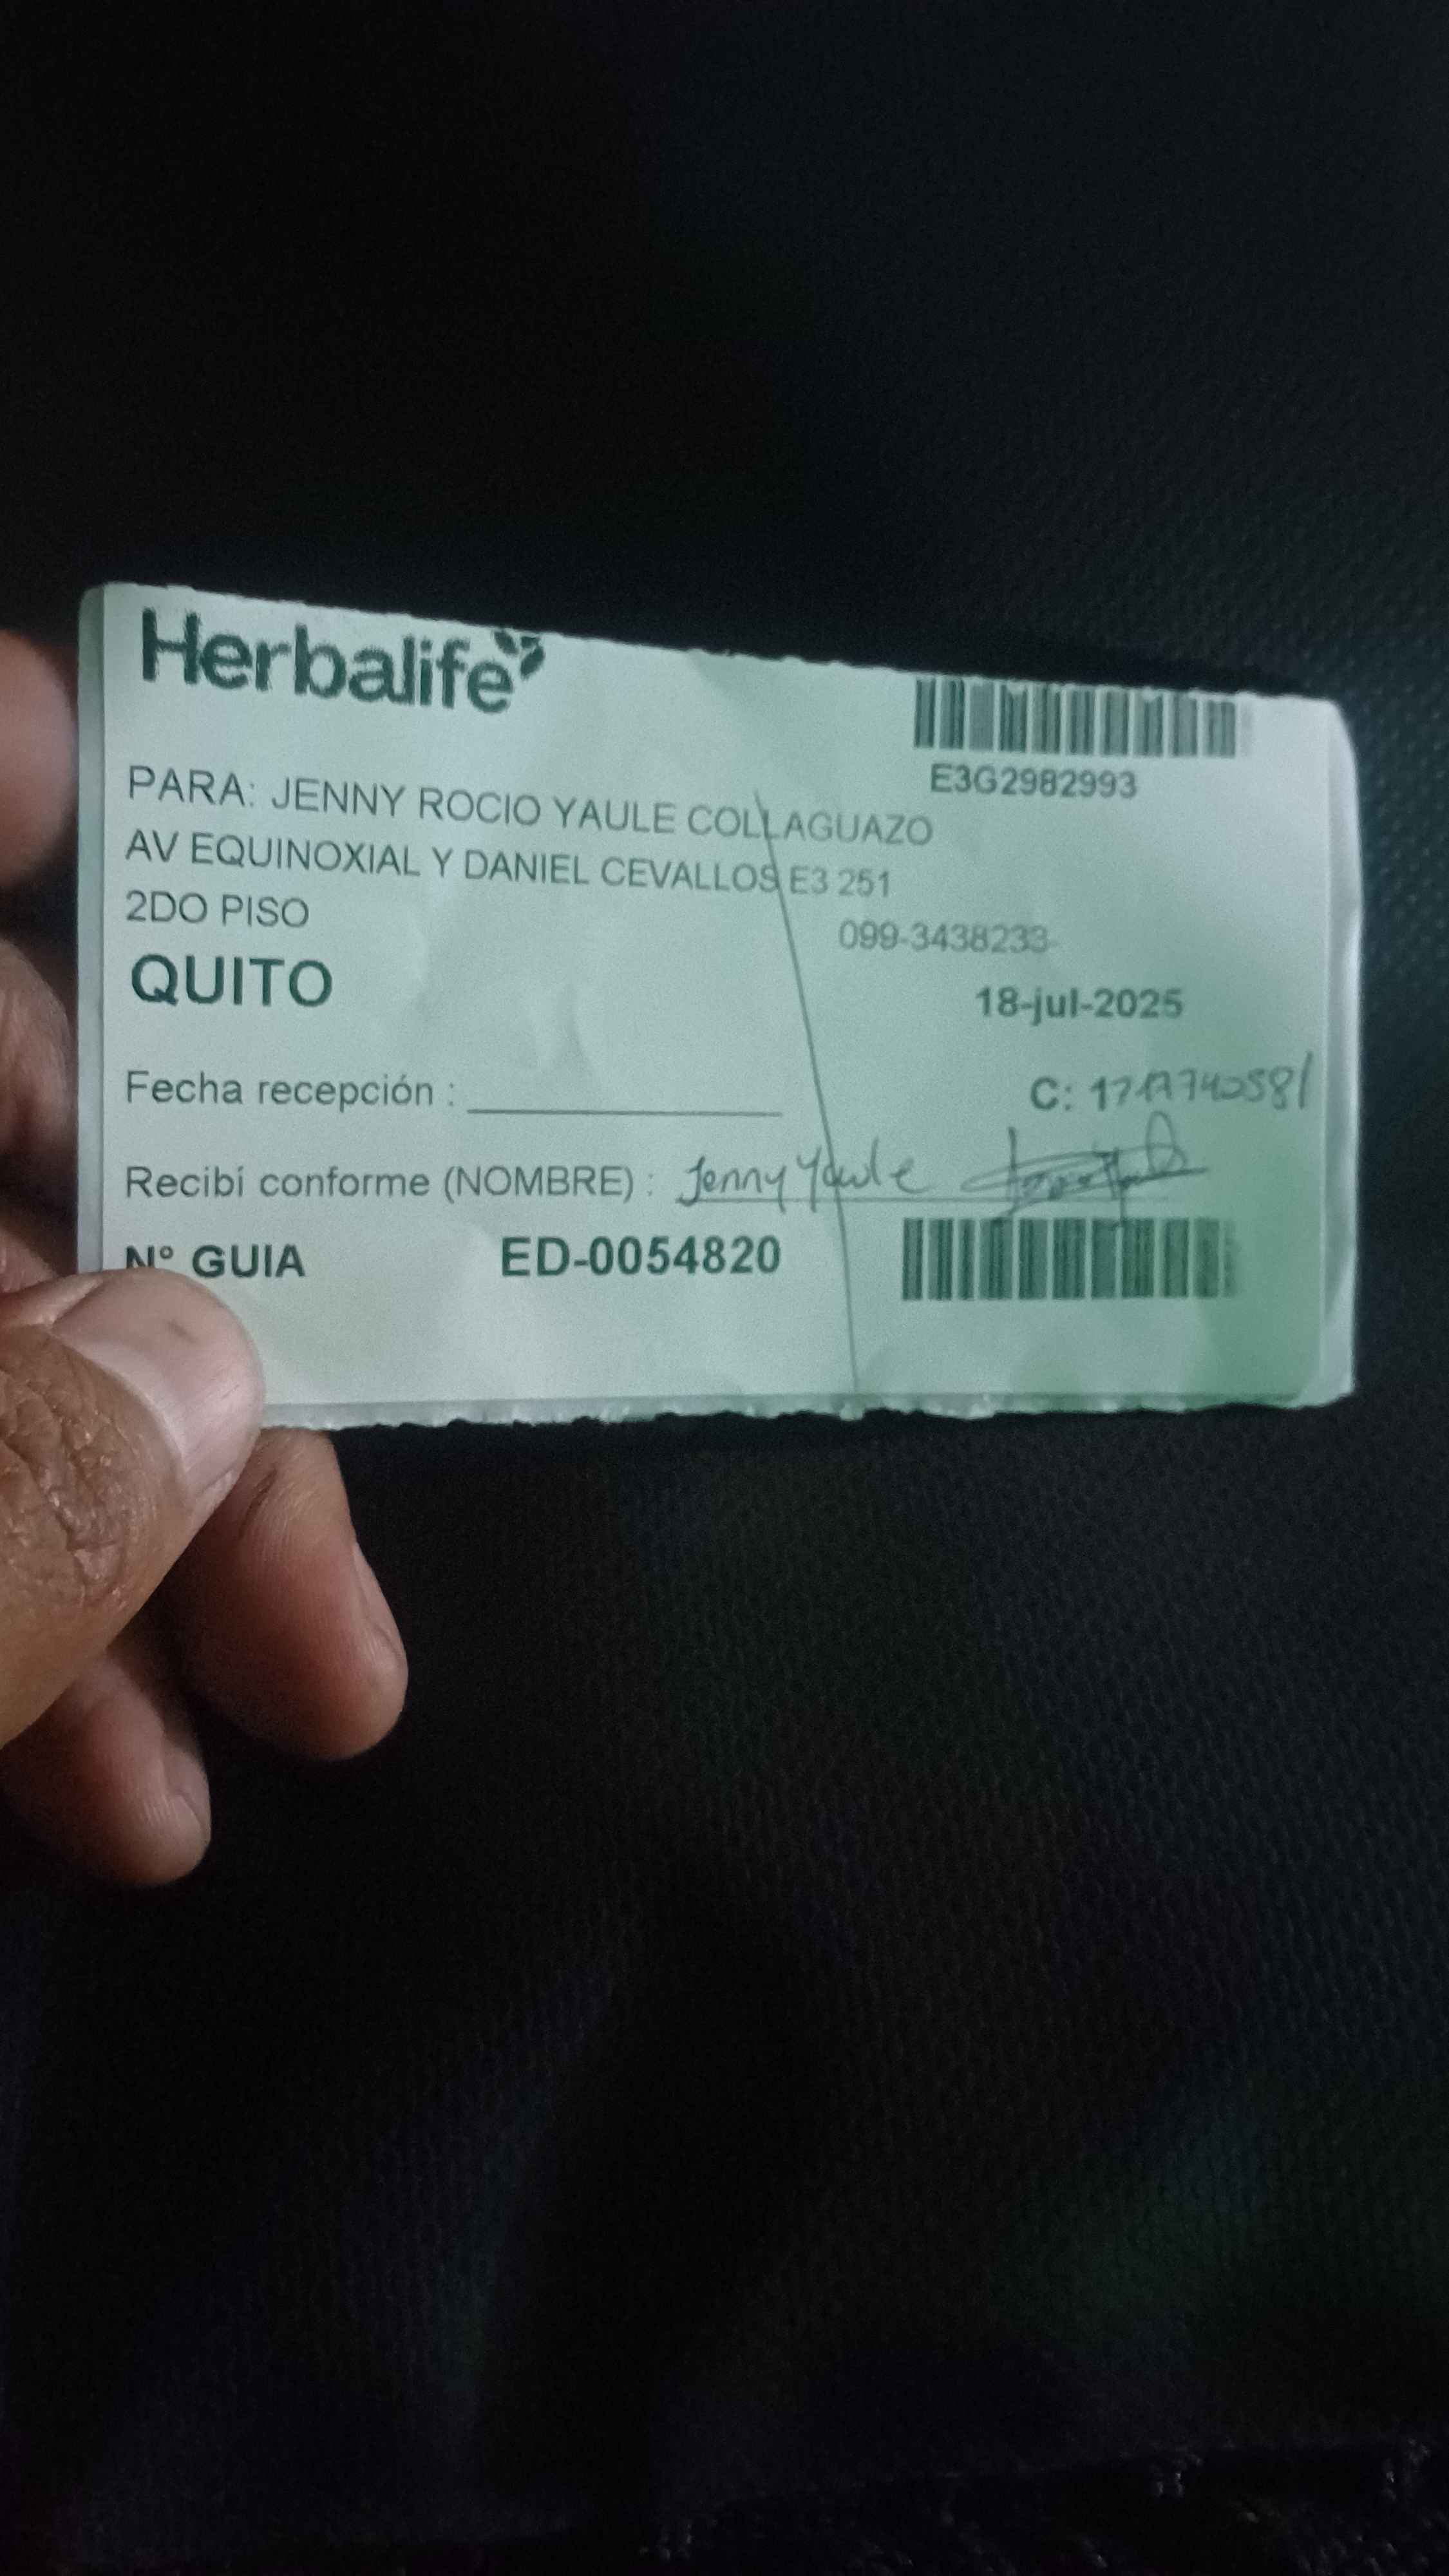 Herbalife
E3G2982993
PARA: JENNY ROCIO YAULE COLLAGUAZO
AV EQUINOXIAL Y DANIEL CEVALLOS E3 251
2DO PISO
099-3438233
QUITO
18-jul-2025
Fecha recepción :
C:
Recibí conforme (NOMBRE) : Jenny Yaule
N° GUIA ED-0054820